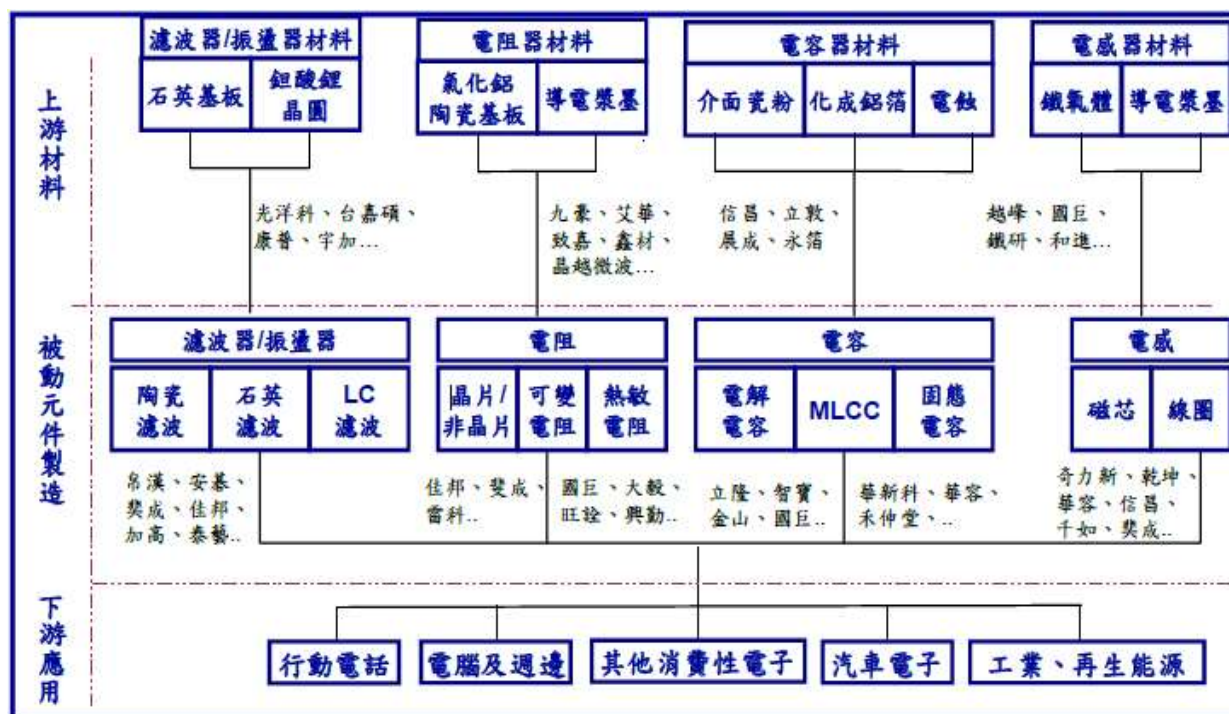 上游材料
濾波器/振盪器材料
石英基板
鉭酸鋰
晶圓
電阻器材料
氧化鋁
陶瓷基板
導電漿墨
電容器材料
介面瓷粉
化成鋁箔
電蝕
電感器材料
鐵氧體
導電漿墨
光洋科、台嘉碩、
康普、宇加...
九豪、艾華、
致嘉、鑫材、
晶越微波...
信昌、立敦、
展成、永箔
越峰、國巨、
鐵研、和進...
被動元件製造
濾波器/振盪器
陶瓷
濾波
石英
濾波
LC
濾波
電阻
晶片/
非晶片
可變
電阻
熱敏
電阻
電容
電解
電容
MLCC
固態
電容
電感
磁芯
線圈
帛漢、安碁、
奘成、佳邦、
加高、泰藝..
佳邦、斐成、
雷科..
國巨、大毅、
旺詮、興勤..
立隆、智寶、
金山、國巨..
華新科、華容、
禾伸堂、..
奇力新、乾坤、
華容、信昌、
千如、奘成..
下游應用
行動電話
電腦及週邊
其他消費性電子
汽車電子
工業、再生能源